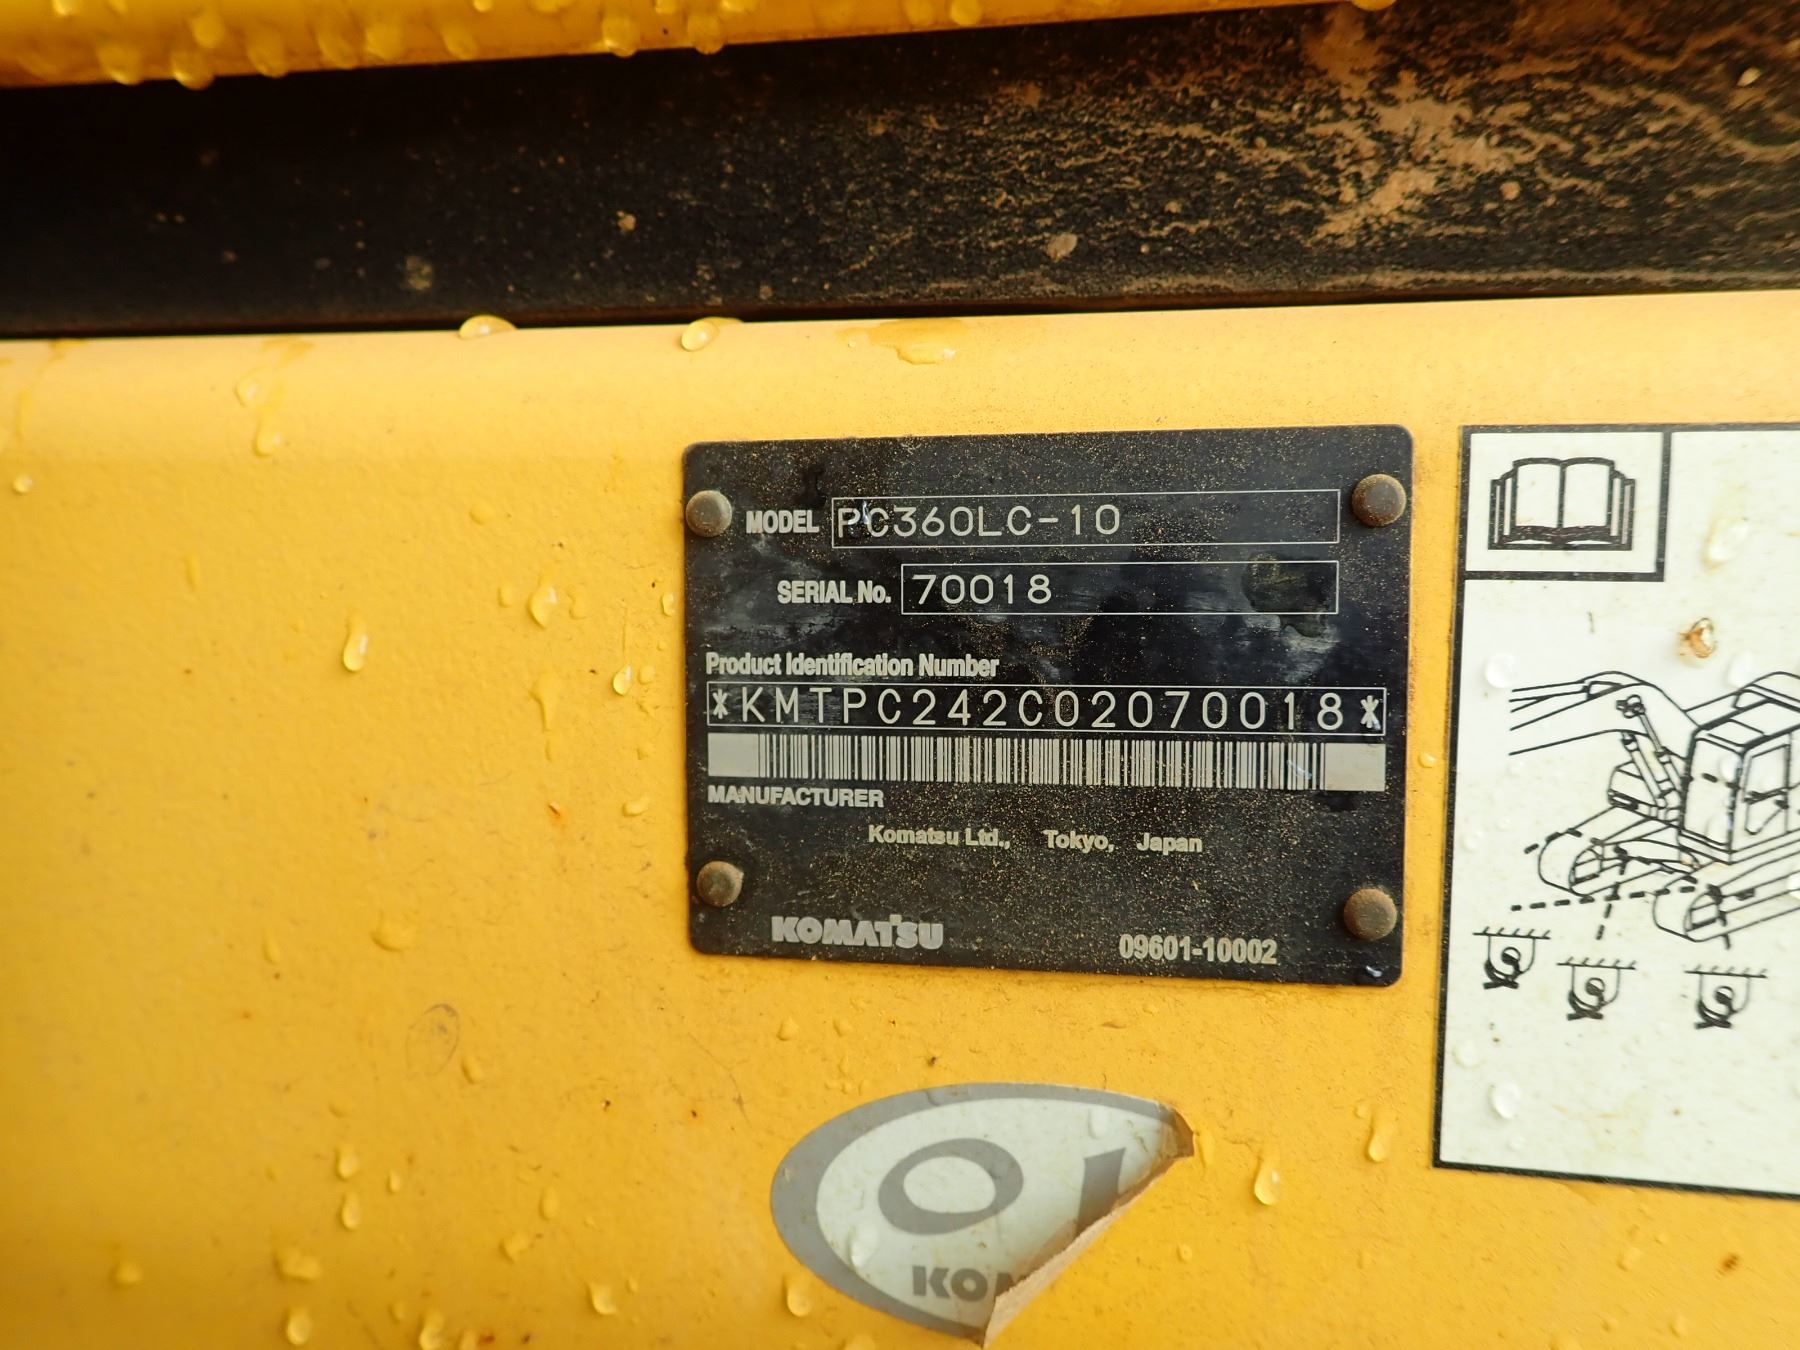 MODEL PC360LC-10
SERIAL No. 70018
Product Identification Number
*KMTPC242C02070018*
MANUFACTURER
Komatsu Ltd., Tokyo, Japan
KOMATSU 09601-10002